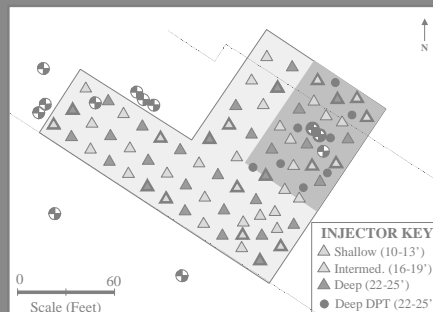 N
INJECTOR KEY
Shallow (10-13')
Intermed. (16-19')
Deep (22-25')
Deep DPT (22-25'
0 60
Scale (Feet)